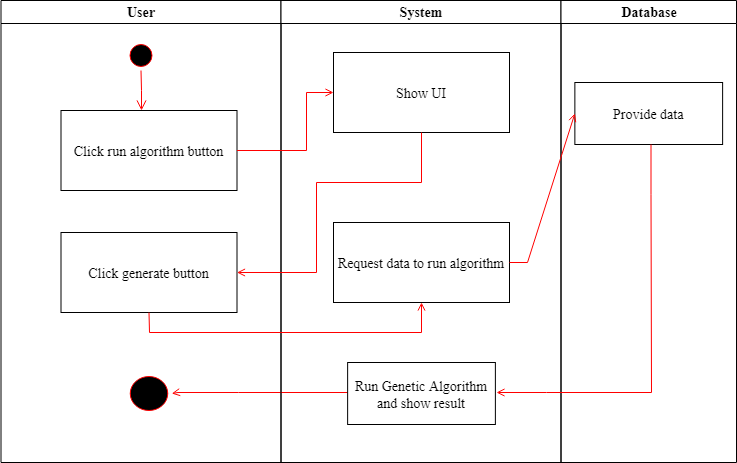 User
System
Database
Show UI
Provide data
Click run algorithm button
Request data to run algorithm
Click generate button
Run Genetic Algorithm
and show result